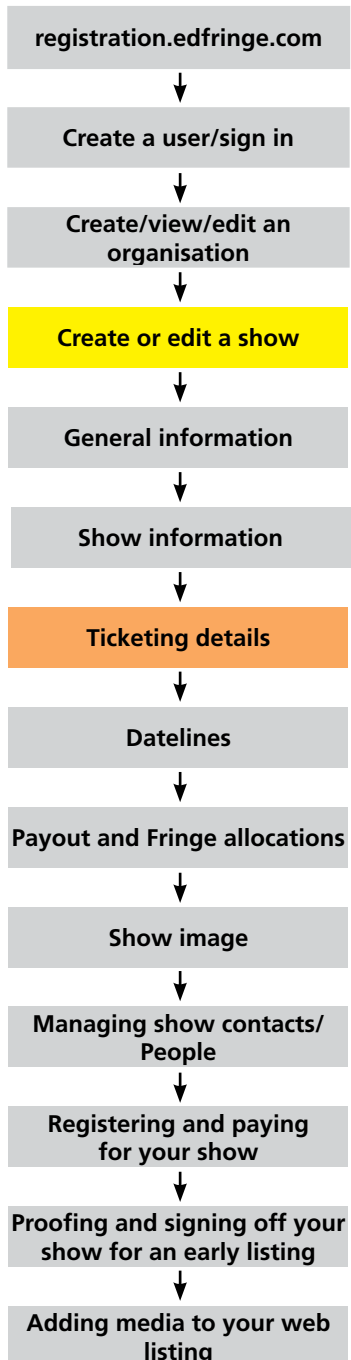 registration.edfringe.com
Create a user/sign in
Create/view/edit an
organisation
Create or edit a show
General information
Show information
Ticketing details
Datelines
Payout and Fringe allocations
Show image
Managing show contacts/
People
Registering and paying
for your show
Proofing and signing off your
show for an early listing
Adding media to your web
listing